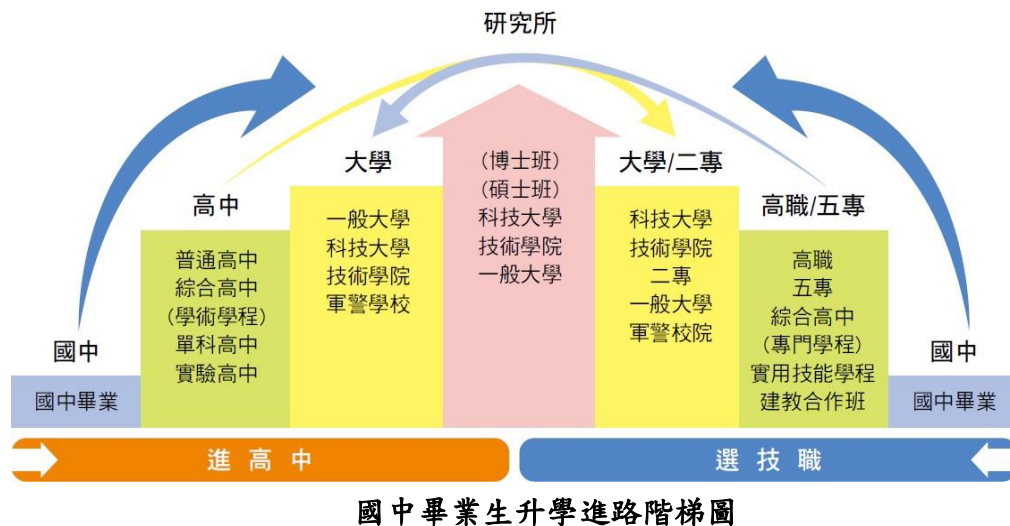 研究所
大學
(博士班)
(碩士班)
科技大學
技術學院
一般大學
大學/二專
高中
一般大學
科技大學
技術學院
軍警學校
科技大學
技術學院
二專
一般大學
軍警校院
高職/五專
普通高中
綜合高中
(學術學程)
單科高中
實驗高中
高職
五專
綜合高中
(專門學程)
實用技能學程
建教合作班
國中
國中畢業
國中
國中畢業
進高中
選技職
國中畢業生升學進路階梯圖